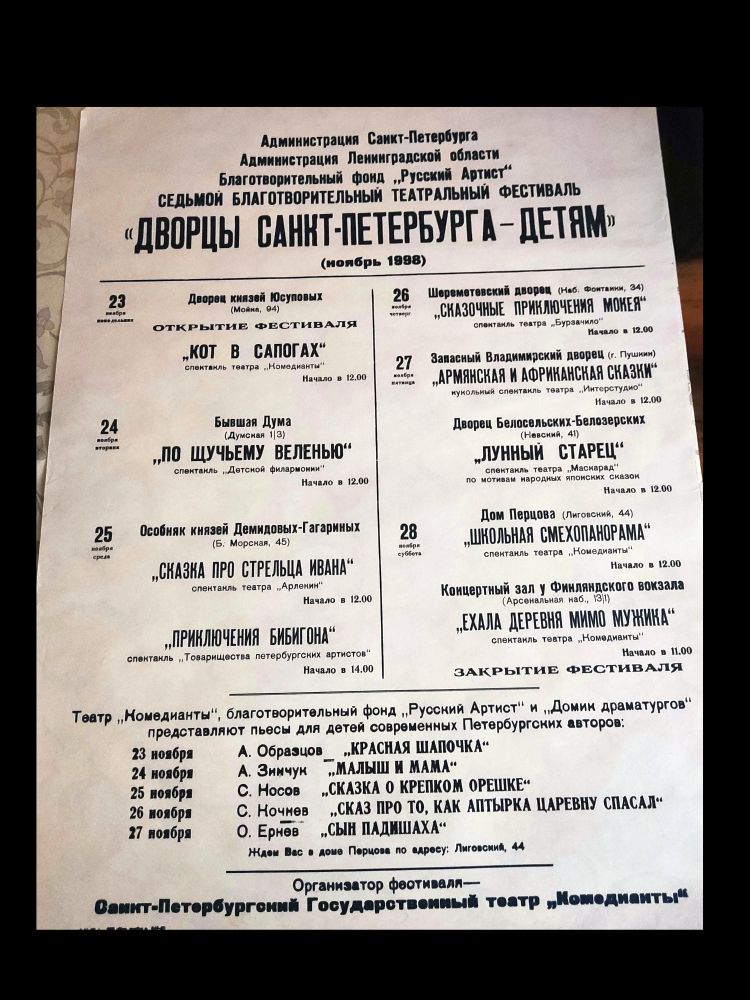 Администрация Санкт-Петербурга
Администрация Ленинградской области
Благотворительный фонд „Русский Артист"
СЕДЬМОЙ БЛАГОТВОРИТЕЛЬНЫЙ ТЕАТРАЛЬНЫЙ ФЕСТИВАЛЬ
«ДВОРЦЫ САНКТ-ПЕТЕРБУРГА – ДЕТЯМ»
(ноябрь 1998)
23
ноября
понедельник
Дворец князей Юсуповых
(Мойка, 94)
ОТКРЫТИЕ ФЕСТИВАЛЯ
„КОТ В САПОГАХ"
спектакль театра „Комедианты"
Начало в 12.00
24
ноября
вторник
Бывшая Дума
(Думская 1|3)
„ПО ЩУЧЬЕМУ ВЕЛЕНЬЮ"
спектакль „Детской филармонии"
Начало в 12.00
25
ноября
среда
Особняк князей Демидовых-Гагариных
(Б. Морская, 45)
„СКАЗКА ПРО СТРЕЛЬЦА ИВАНА"
спектакль театра „Арлекин"
Начало в 12.00
„ПРИКЛЮЧЕНИЯ БИБИГОНА"
спектакль „Товарищества петербургских артистов"
Начало в 14.00
26
ноября
четверг
Шереметевский дворец (Наб. Фонтанки, 34)
„СКАЗОЧНЫЕ ПРИКЛЮЧЕНИЯ МОКЕЯ"
спектакль театра „Бурзачило"
Начало в 12.00
27
ноября
пятница
Запасный Владимирский дворец (г. Пушкин)
„АРМЯНСКАЯ И АФРИКАНСКАЯ СКАЗКИ"
кукольный спектакль театра „Интерстудио"
Начало в 12.00
Дворец Белосельских-Белозерских
(Невский, 41)
„ЛУННЫЙ СТАРЕЦ"
спектакль театра „Маскарад"
по мотивам народных японских сказок
Начало в 12.00
28
ноября
суббота
Дом Перцова (Лиговский, 44)
„ШКОЛЬНАЯ СМЕХОПАНОРАМА"
спектакль театра „Комедианты"
Начало в 12.00
Концертный зал у Финляндского вокзала
(Арсенальная наб., 13|1)
„ЕХАЛА ДЕРЕВНЯ МИМО МУЖИКА"
спектакль театра „Комедианты"
Начало в 11.00
ЗАКРЫТИЕ ФЕСТИВАЛЯ
Театр „Комедианты", благотворительный фонд „Русский Артист" и „Домик драматургов"
представляют пьесы для детей современных Петербургских авторов:
23 ноября А. Образцов „КРАСНАЯ ШАПОЧКА"
24 ноября А. Зинчук „МАЛЫШ И МАМА"
25 ноября С. Носов „СКАЗКА О КРЕПКОМ ОРЕШКЕ"
26 ноября С. Кочнев „СКАЗ ПРО ТО, КАК АПТЫРКА ЦАРЕВНУ СПАСАЛ"
27 ноября О. Ернев „СЫН ПАДИШАХА"
Ждем Вас в доме Перцова по адресу: Лиговский, 44
Организатор фестиваля—
Санкт-Петербургский Государственный театр „Комедианты"